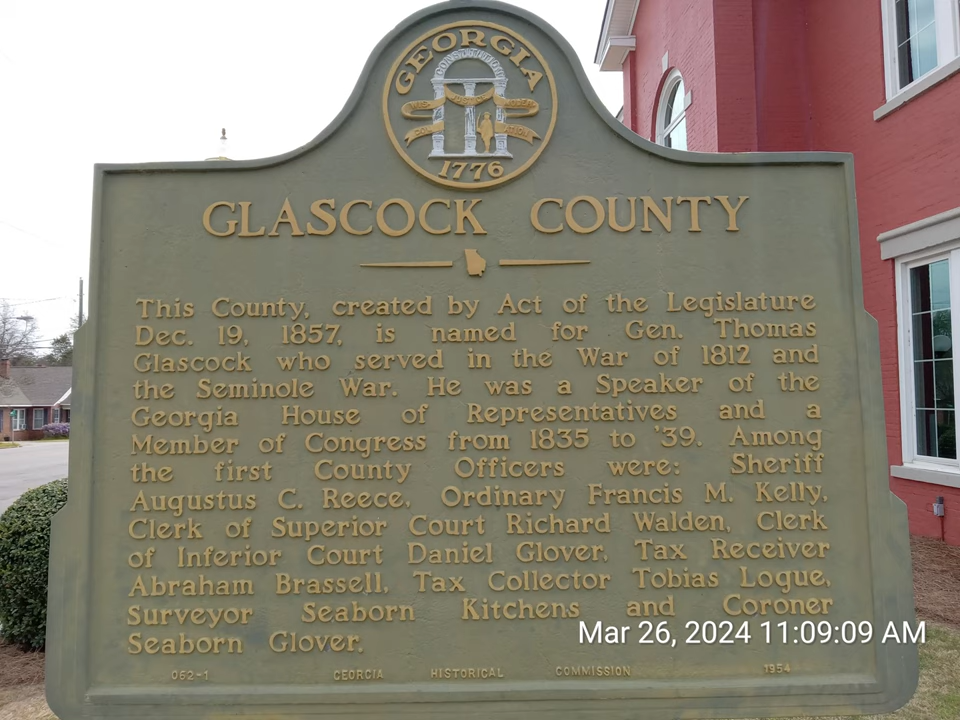 GEORGIA
CONSTITUTION
WISDOM JUSTICE MODERATION
1776
GLASCOCK COUNTY
This County, created by Act of the Legislature
Dec. 19, 1857, is named for Gen. Thomas
Glascock who served in the War of 1812 and
the Seminole War. He was a Speaker of the
Georgia House of Representatives and a
Member of Congress from 1835 to '39. Among
the first County Officers were: Sheriff
Augustus C. Reece, Ordinary Francis M. Kelly,
Clerk of Superior Court Richard Walden, Clerk
of Inferior Court Daniel Glover, Tax Receiver
Abraham Brassell, Tax Collector Tobias Logue,
Surveyor Seaborn Kitchens and Coroner
Seaborn Glover.
Mar 26, 2024 11:09:09 AM
062-1 GEORGIA HISTORICAL COMMISSION 1954